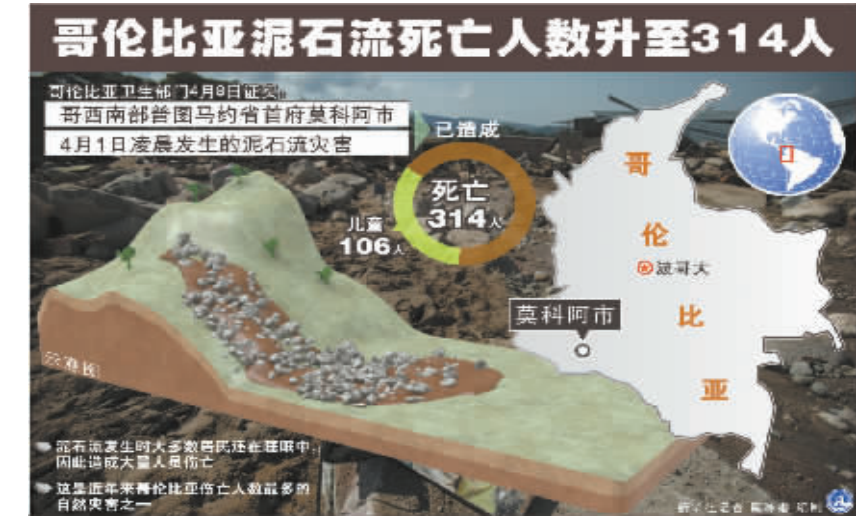 哥伦比亚泥石流死亡人数升至314人
哥伦比亚卫生部门4月8日证实
哥西南部普图马约省首府莫科阿市
4月1日凌晨发生的泥石流灾害
已造成
死亡
314人
儿童
106人
哥
伦
比
亚
波哥大
莫科阿市
泥石流发生时大多数居民还在睡眠中,
因此造成大量人员伤亡
这是近年来哥伦比亚伤亡人数最多的
自然灾害之一